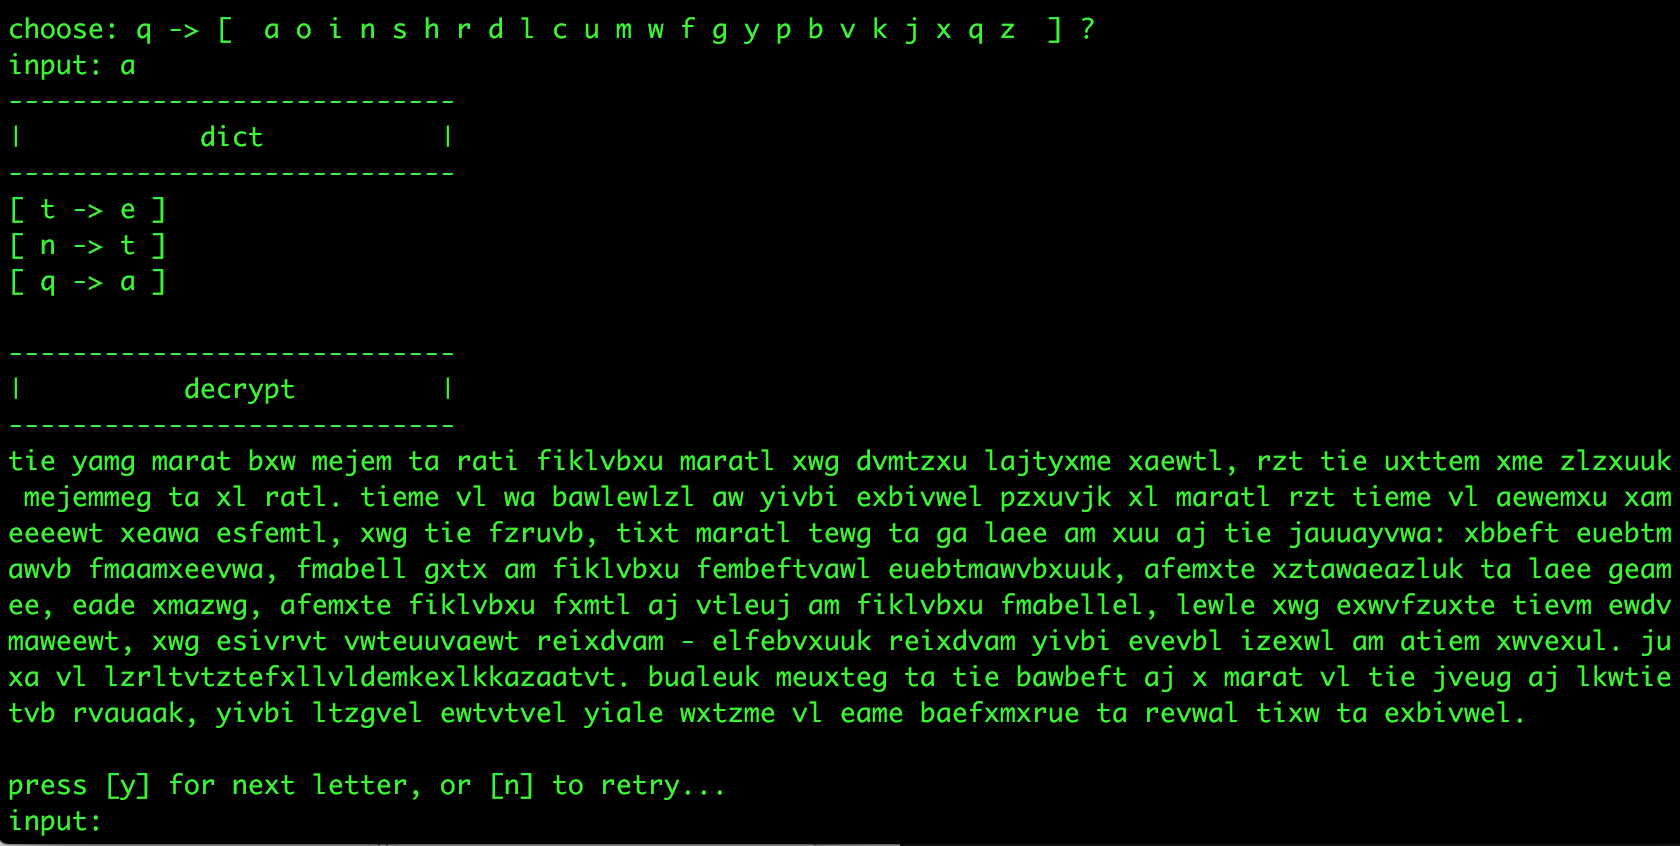 choose: q -> [  a o i n s h r d l c u m w f g y p b v k j x q z  ] ?
input: a
----------------------------
|           dict           |
----------------------------
[ t -> e ]
[ n -> t ]
[ q -> a ]
----------------------------
|          decrypt         |
----------------------------
tie yamg marat bxw mejem ta rati fiklvbxu maratl xwg dvmtzxu lajtyxme xaewtl, rzt tie uxttem xme zlzxuuk
 mejemmeg ta xl ratl. tieme vl wa bawlewlzl aw yivbi exbivwel pzxuvjk xl maratl rzt tieme vl aewemxu xam
eeeewt xeawa esfemtl, xwg tie fzruvb, tixt maratl tewg ta ga laee am xuu aj tie jauuayvwa: xbbeft euebtm
awvb fmaamxeevwa, fmabell gxtx am fiklvbxu fembeftvawl euebtmawvbxuuk, afemxte xztawaeazluk ta laee geam
ee, eade xmazwg, afemxte fiklvbxu fxmtl aj vtleuj am fiklvbxu fmabellel, lewle xwg exwvfzuxte tievm ewdv
maweewt, xwg esivrvt vwteuuvaewt reixdvam - elfebvxuuk reixdvam yivbi evevbl izexwl am atiem xwvexul. ju
xa vl lzrltvtztefxllvldemkexlkkazaatvt. bualeuk meuxteg ta tie bawbeft aj x marat vl tie jveug aj lkwtie
tvb rvauaak, yivbi ltzgvel ewtvtvel yiale wxtzme vl eame baefxmxrue ta revwal tixw ta exbivwel.
press [y] for next letter, or [n] to retry...
input: